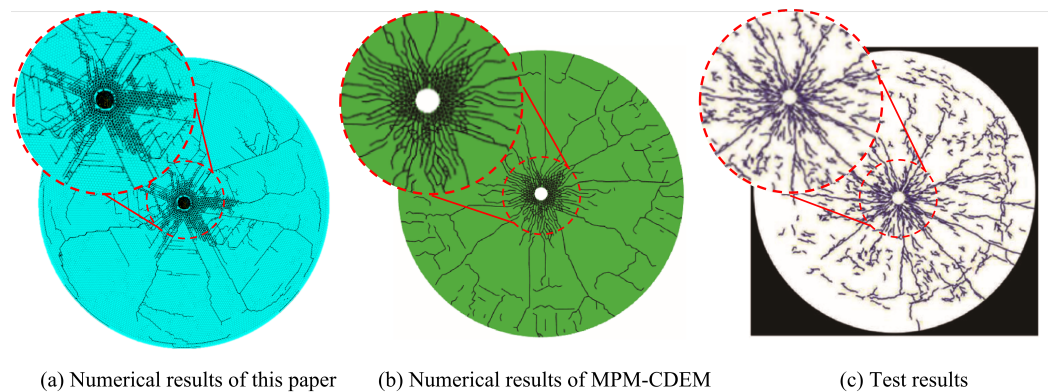 (a) Numerical results of this paper
(b) Numerical results of MPM-CDEM
(c) Test results